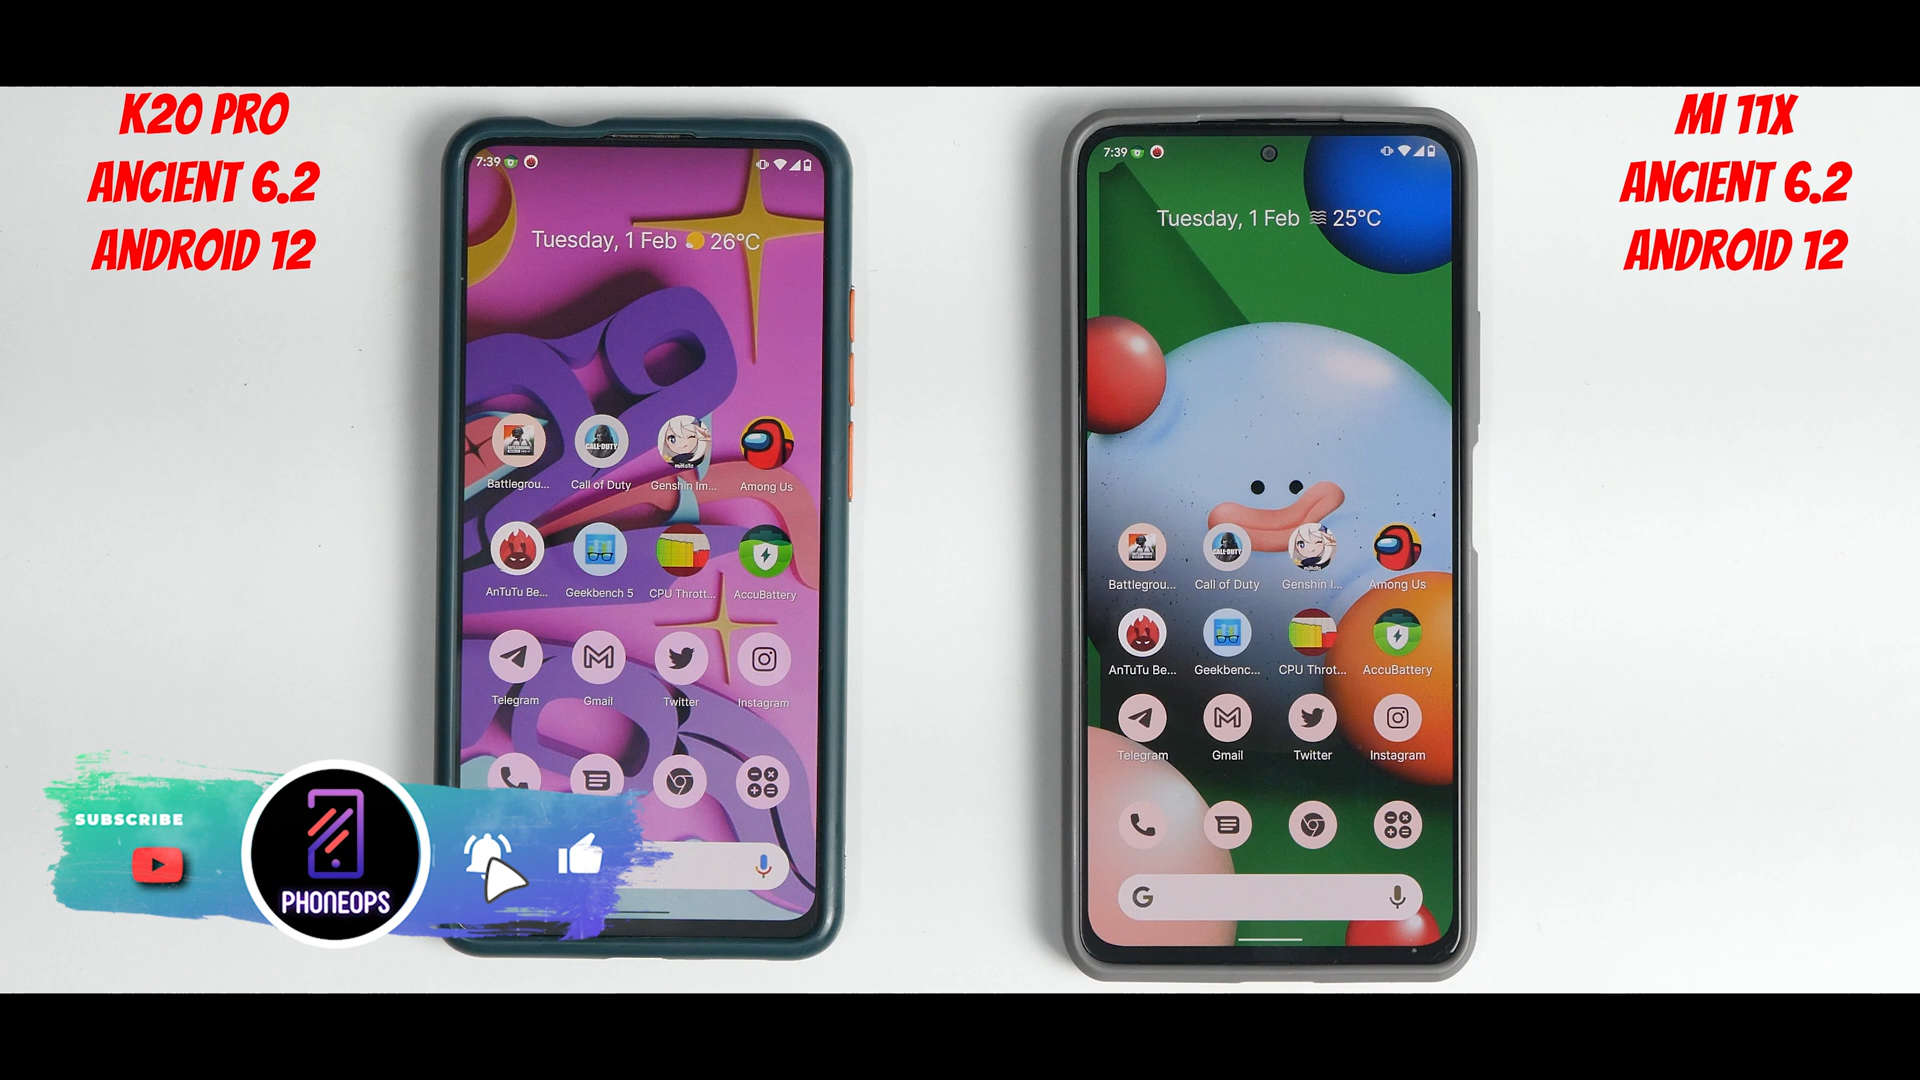 K20 PRO
ANCIENT 6.2
ANDROID 12
7:39
Tuesday, 1 Feb 26°C
Battlegrou...
Call of Duty
Genshin Im...
Among Us
AnTuTu Be...
Geekbench 5
CPU Thrott...
AccuBattery
Telegram
Gmail
Twitter
Instagram
SUBSCRIBE
PHONEOPS
MI 11X
ANCIENT 6.2
ANDROID 12
7:39
Tuesday, 1 Feb 25°C
Battlegrou...
Call of Duty
Genshin I...
Among Us
AnTuTu Be...
Geekbenc...
CPU Throt...
AccuBattery
Telegram
Gmail
Twitter
Instagram
G